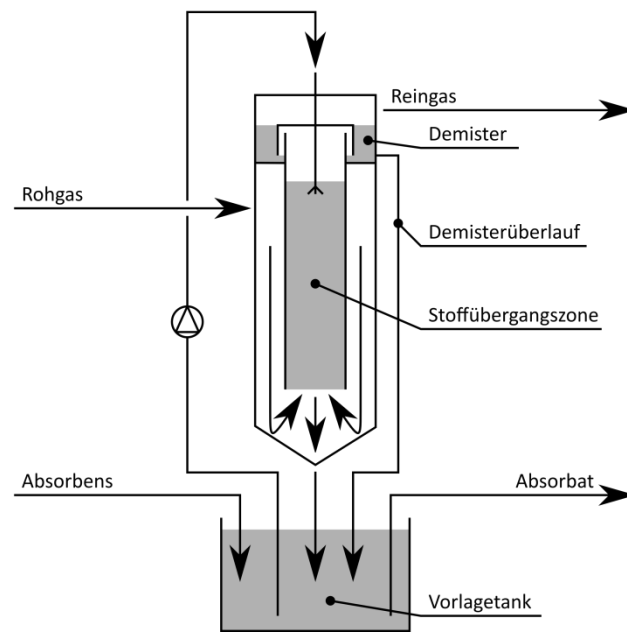 Reingas
Demister
Rohgas
Demisterüberlauf
Stoffübergangszone
Absorbens
Absorbat
Vorlagetank